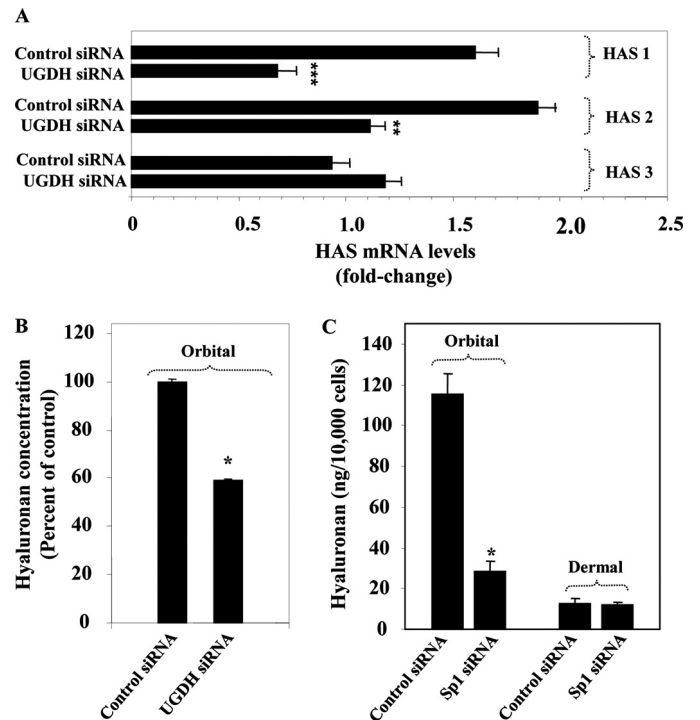 A
Control siRNA
UGDH siRNA
***
HAS 1
Control siRNA
UGDH siRNA
**
HAS 2
Control siRNA
UGDH siRNA
HAS 3
0 0.5 1.0 1.5 2.0 2.5
HAS mRNA levels
(fold-change)
B
Hyaluronan concentration
(Percent of control)
120
100
80
60
40
20
0
Orbital
*
Control siRNA
UGDH siRNA
C
Hyaluronan (ng/10,000 cells)
140
120
100
80
60
40
20
0
Orbital
*
Dermal
Control siRNA
Sp1 siRNA
Control siRNA
Sp1 siRNA